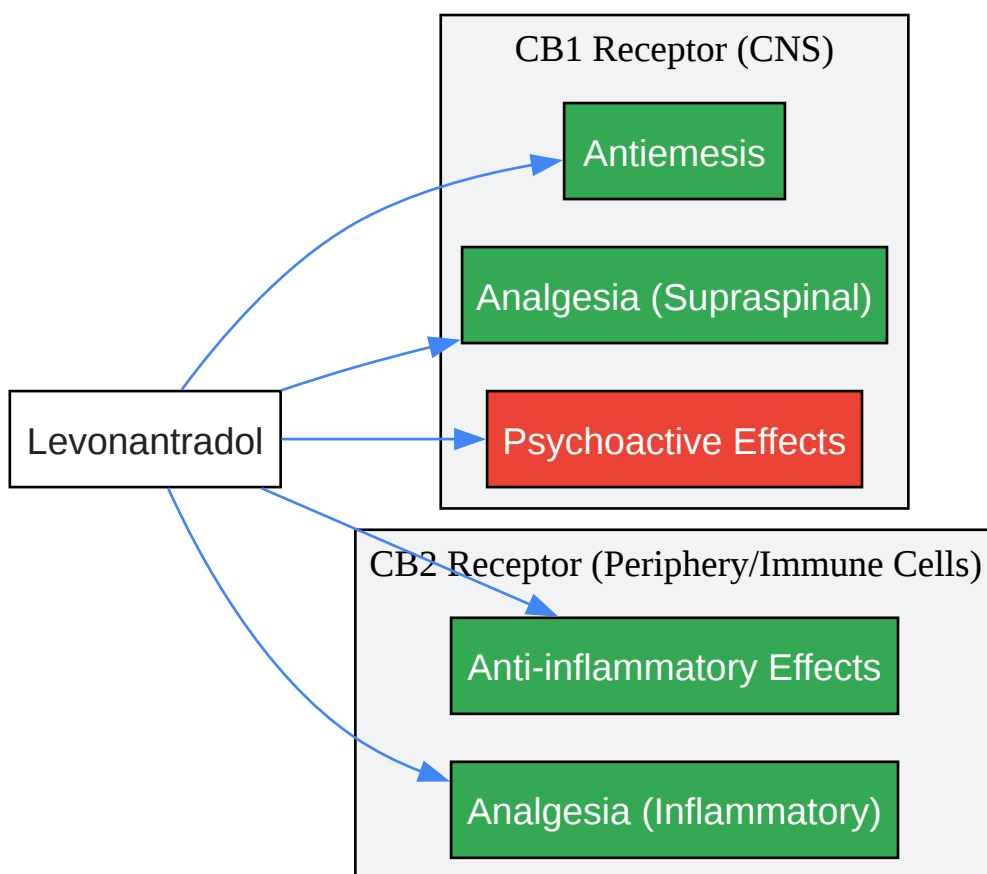 CB1 Receptor (CNS)
Antiemesis
Analgesia (Supraspinal)
Psychoactive Effects
Levonantradol
CB2 Receptor (Periphery/Immune Cells)
Anti-inflammatory Effects
Analgesia (Inflammatory)